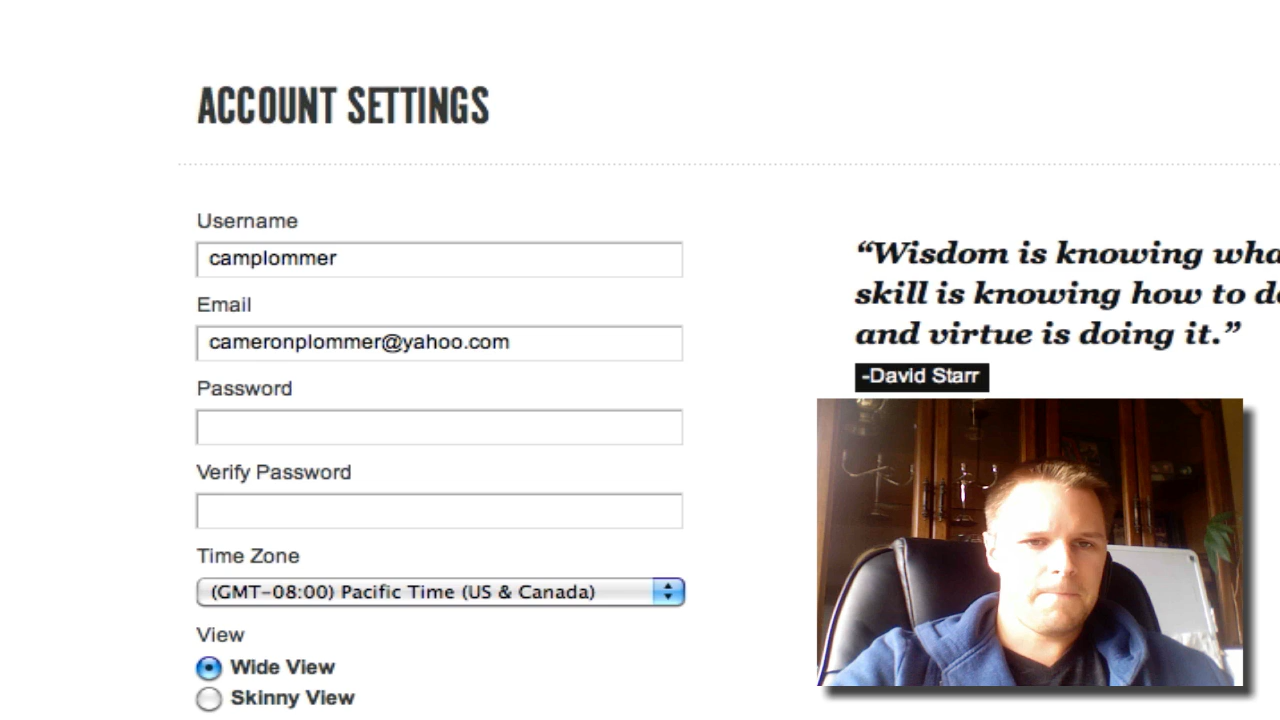 ACCOUNT SETTINGS
Username
camplommer
Email
cameronplommer@yahoo.com
Password
Verify Password
Time Zone
(GMT-08:00) Pacific Time (US & Canada)
View
Wide View
Skinny View
“Wisdom is knowing
skill is knowing how to
and virtue is doing it.”
-David Starr